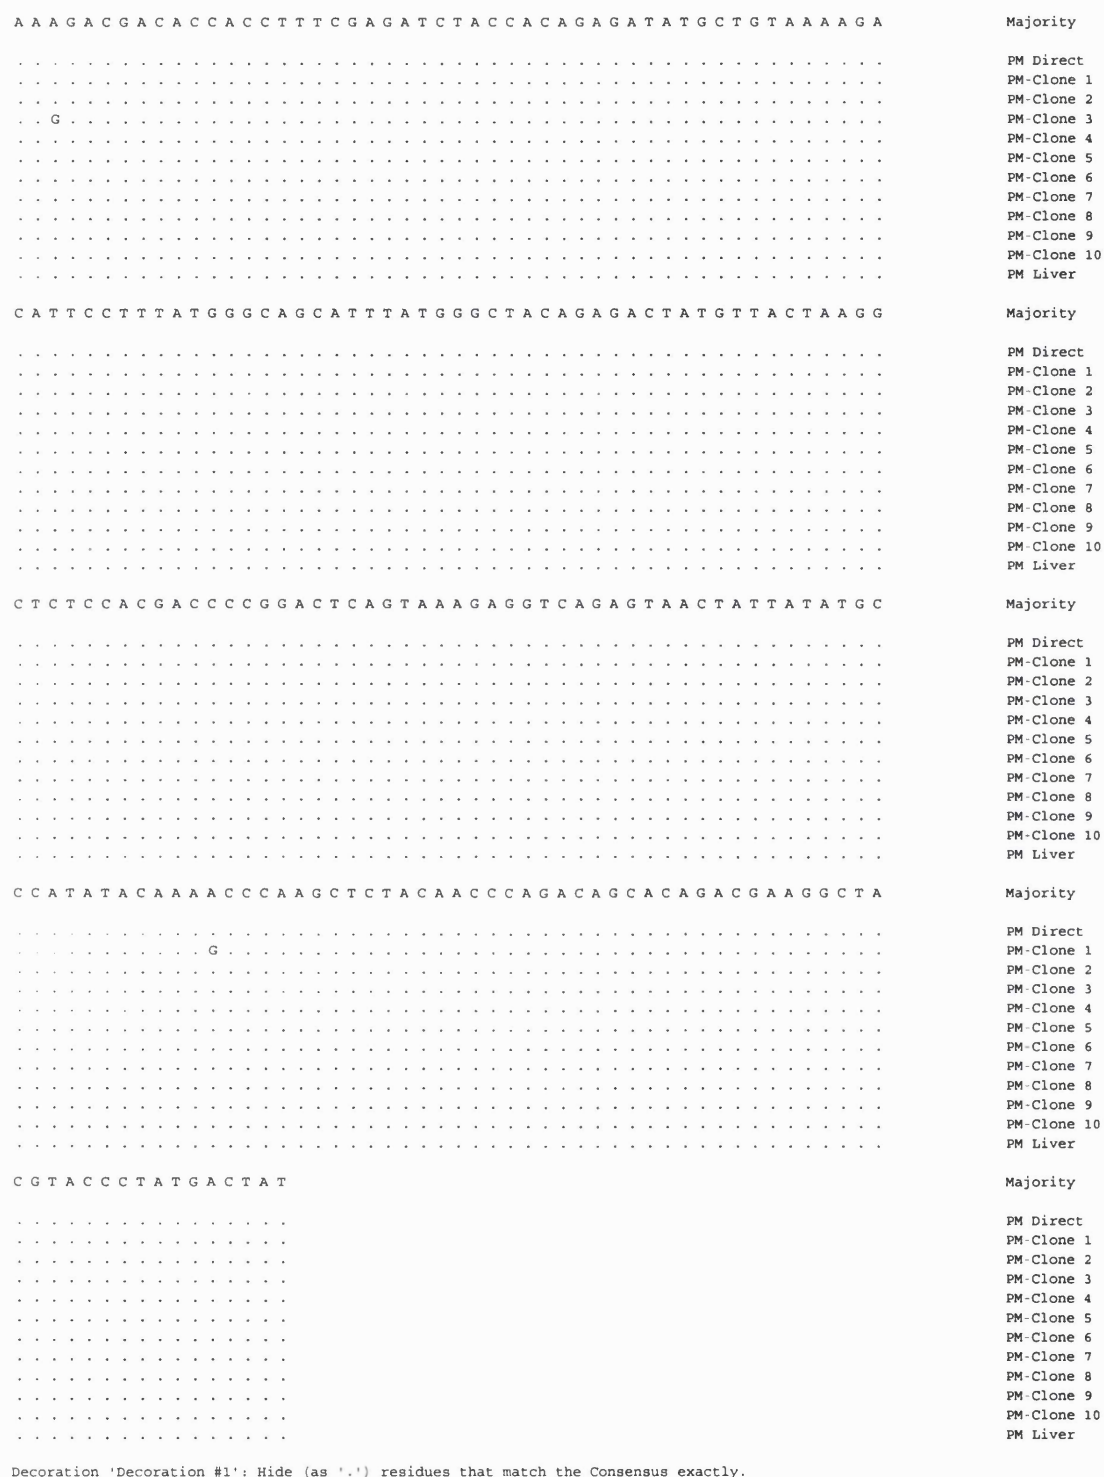 A A A G A C G A C A C C A C C T T T C G A G A T C T A C C A C A G A G A T A T G C T G T A A A A G A Majority
PM Direct
PM-Clone 1
PM-Clone 2
. . G . PM-Clone 3
PM-Clone 4
PM-Clone 5
PM-Clone 6
PM-Clone 7
PM-Clone 8
PM-Clone 9
PM-Clone 10
PM Liver
C A T T C C T T T A T G G G C A G C A T T T A T G G G C T A C A G A G A C T A T G T T A C T A A G G Majority
PM Direct
PM-Clone 1
PM-Clone 2
PM-Clone 3
PM-Clone 4
PM-Clone 5
PM-Clone 6
PM-Clone 7
PM-Clone 8
PM-Clone 9
PM-Clone 10
PM Liver
C T C T C C A C G A C C C C G G A C T C A G T A A A G A G G T C A G A G T A A C T A T T A T A T G C Majority
PM Direct
PM-Clone 1
PM-Clone 2
PM-Clone 3
PM-Clone 4
PM-Clone 5
PM-Clone 6
PM-Clone 7
PM-Clone 8
PM-Clone 9
PM-Clone 10
PM Liver
C C A T A T A C A A A A C C C A A G C T C T A C A A C C C A G A C A G C A C A G A C G A A G G C T A Majority
PM Direct
. . . . . . . . . . . G . PM-Clone 1
PM-Clone 2
PM-Clone 3
PM-Clone 4
PM-Clone 5
PM-Clone 6
PM-Clone 7
PM-Clone 8
PM-Clone 9
PM-Clone 10
PM Liver
C G T A C C C T A T G A C T A T Majority
PM Direct
PM-Clone 1
PM-Clone 2
PM-Clone 3
PM-Clone 4
PM-Clone 5
PM-Clone 6
PM-Clone 7
PM-Clone 8
PM-Clone 9
PM-Clone 10
PM Liver
Decoration 'Decoration #1': Hide (as '.') residues that match the Consensus exactly.